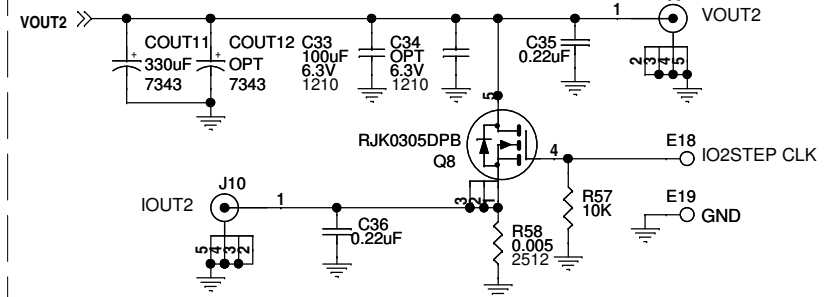 VOUT2
1
VOUT2
COUT11
330uF
7343
COUT12
OPT
7343
C33
100uF
6.3V
1210
C34
OPT
6.3V
1210
C35
0.22uF
2
3
4
5
5
RJK0305DPB
Q8
4
E18
IO2STEP CLK
J10
IOUT2
1
3
2
1
R57
10K
E19
GND
C36
0.22uF
R58
0.005
2512
5
4
3
2